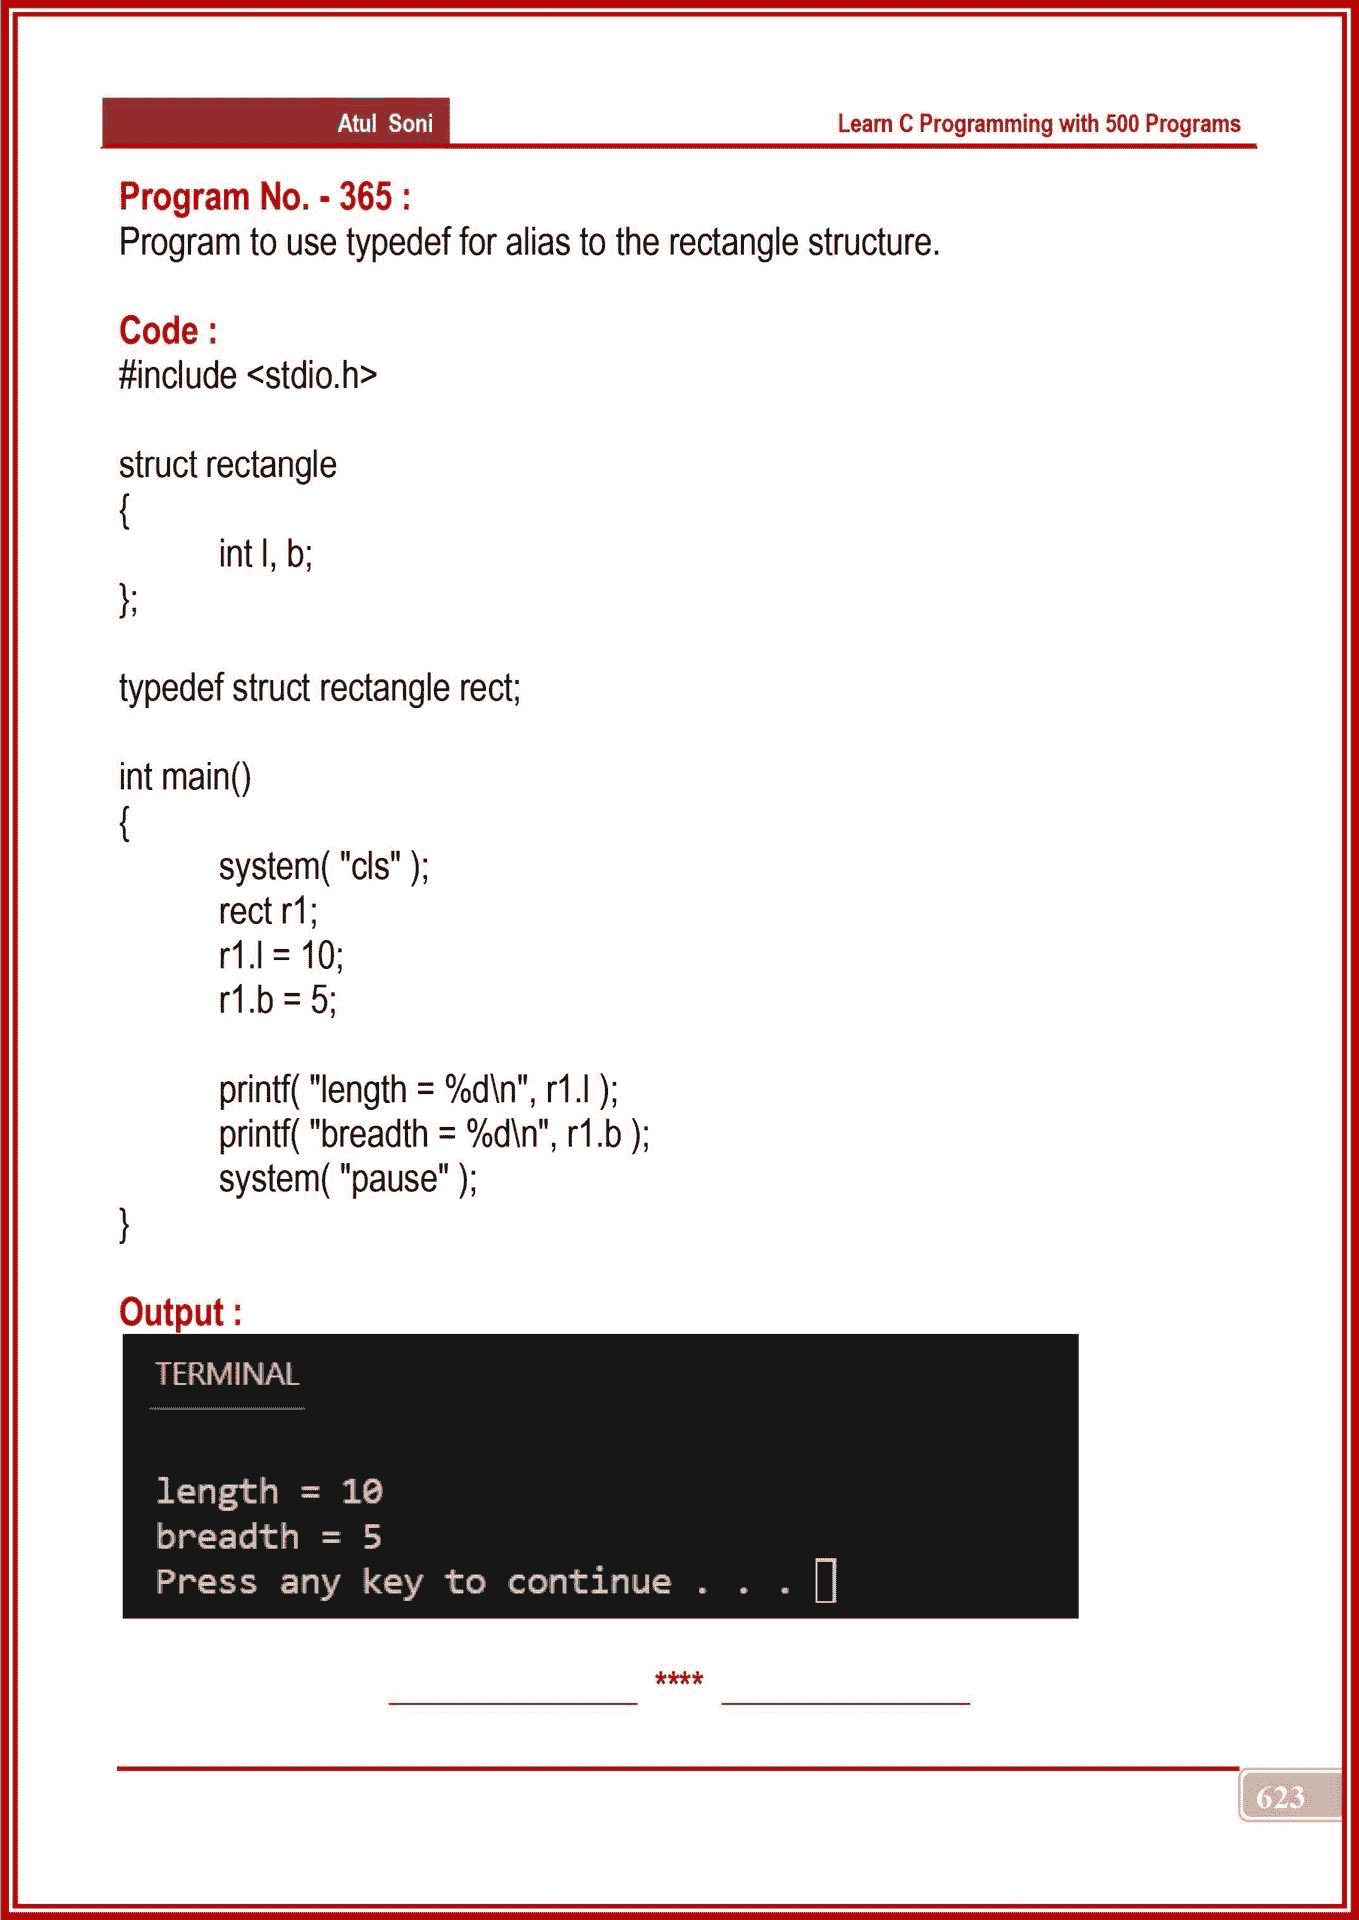 Atul Soni
Learn C Programming with 500 Programs
Program No. - 365 :
Program to use typedef for alias to the rectangle structure.
Code :
#include <stdio.h>
struct rectangle
{
int l, b;
};
typedef struct rectangle rect;
int main()
{
system( "cls" );
rect r1;
r1.l = 10;
r1.b = 5;
printf( "length = %d\n", r1.l );
printf( "breadth = %d\n", r1.b );
system( "pause" );
}
Output :
TERMINAL
length = 10
breadth = 5
Press any key to continue . . .
****
623